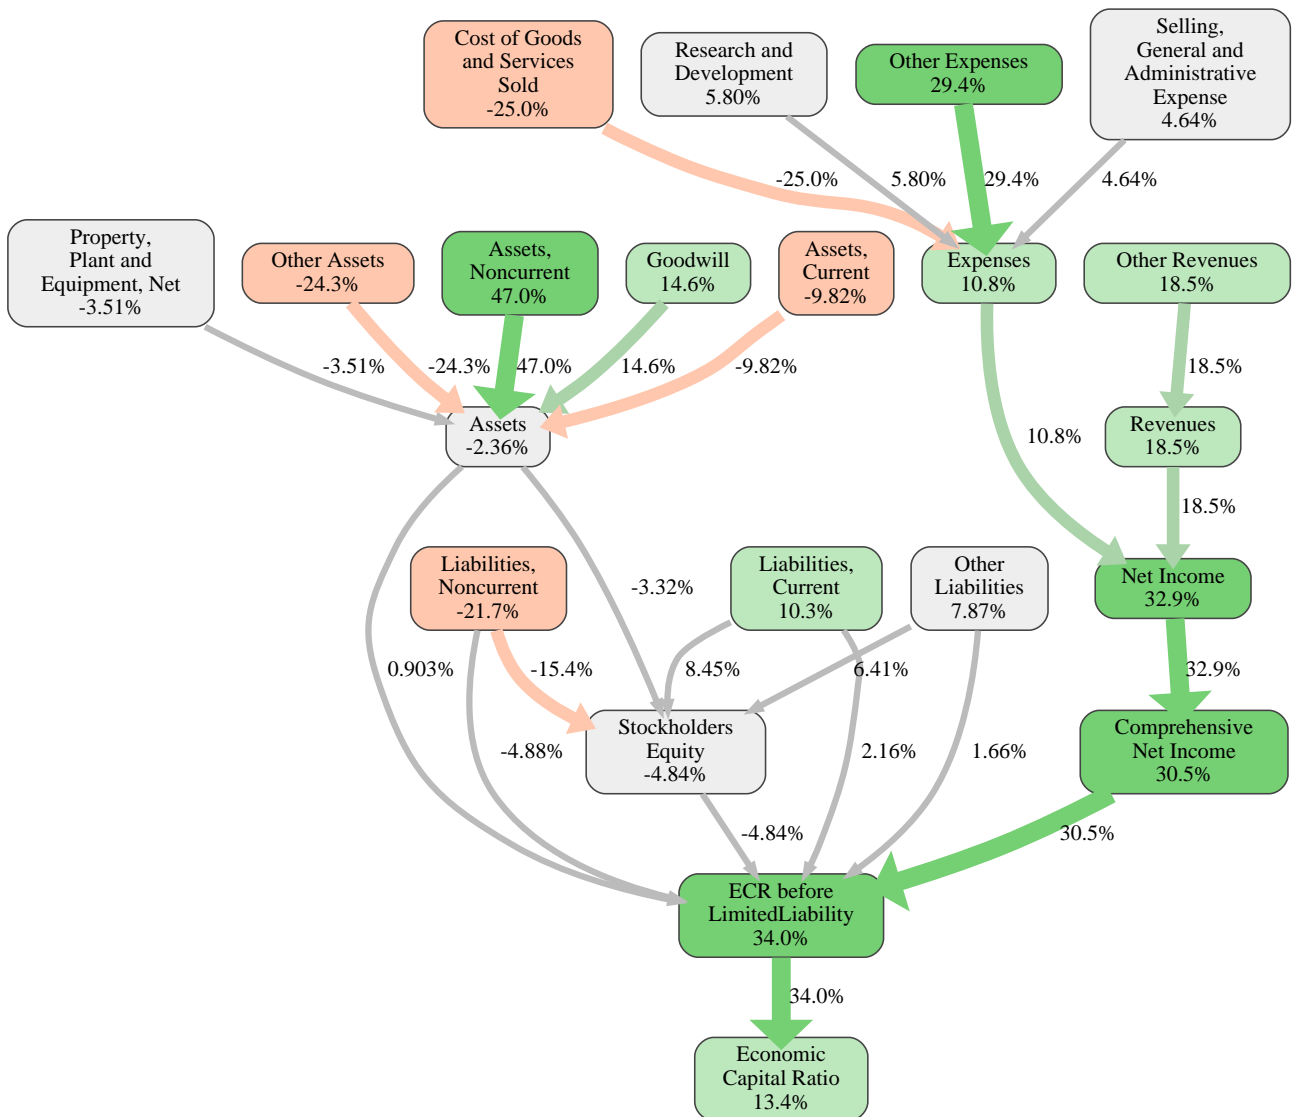 Cost of Goods
and Services
Sold
-25.0%
Research and
Development
5.80%
Other Expenses
29.4%
Selling,
General and
Administrative
Expense
4.64%
-25.0%
5.80%
29.4%
4.64%
Property,
Plant and
Equipment, Net
-3.51%
Other Assets
-24.3%
Assets,
Noncurrent
47.0%
Goodwill
14.6%
Assets,
Current
-9.82%
Expenses
10.8%
Other Revenues
18.5%
-3.51%
-24.3%
47.0%
14.6%
-9.82%
18.5%
Assets
-2.36%
10.8%
Revenues
18.5%
18.5%
Liabilities,
Noncurrent
-21.7%
-3.32%
Liabilities,
Current
10.3%
Other
Liabilities
7.87%
Net Income
32.9%
0.903%
-15.4%
8.45%
6.41%
32.9%
Stockholders
Equity
-4.84%
-4.88%
2.16%
1.66%
Comprehensive
Net Income
30.5%
-4.84%
30.5%
ECR before
LimitedLiability
34.0%
34.0%
Economic
Capital Ratio
13.4%